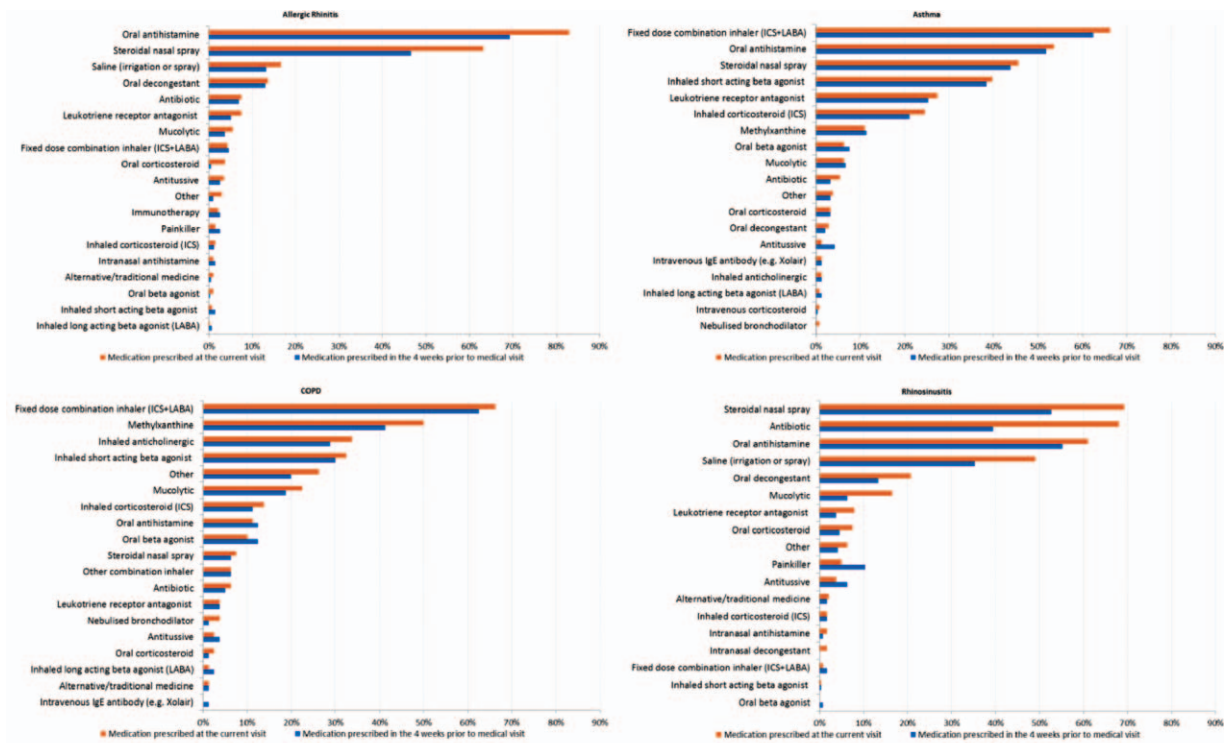 Allergic Rhinitis
Oral antihistamine
Steroidal nasal spray
Saline (irrigation or spray)
Oral decongestant
Antibiotic
Leukotriene receptor antagonist
Mucolytic
Fixed dose combination inhaler (ICS+LABA)
Oral corticosteroid
Antitussive
Other
Immunotherapy
Painkiller
Inhaled corticosteroid (ICS)
Intranasal antihistamine
Alternative/traditional medicine
Oral beta agonist
Inhaled short acting beta agonist
Inhaled long acting beta agonist (LABA)
0% 10% 20% 30% 40% 50% 60% 70% 80% 90%
Medication prescribed at the current visit Medication prescribed in the 4 weeks prior to medical visit
Asthma
Fixed dose combination inhaler (ICS+LABA)
Oral antihistamine
Steroidal nasal spray
Inhaled short acting beta agonist
Leukotriene receptor antagonist
Inhaled corticosteroid (ICS)
Methylxanthine
Oral beta agonist
Mucolytic
Antibiotic
Other
Oral corticosteroid
Oral decongestant
Antitussive
Intravenous IgE antibody (e.g. Xolair)
Inhaled anticholinergic
Inhaled long acting beta agonist (LABA)
Intravenous corticosteroid
Nebulised bronchodilator
0% 10% 20% 30% 40% 50% 60% 70% 80% 90%
Medication prescribed at the current visit Medication prescribed in the 4 weeks prior to medical visit
COPD
Fixed dose combination inhaler (ICS+LABA)
Methylxanthine
Inhaled anticholinergic
Inhaled short acting beta agonist
Other
Mucolytic
Inhaled corticosteroid (ICS)
Oral antihistamine
Oral beta agonist
Steroidal nasal spray
Other combination inhaler
Antibiotic
Leukotriene receptor antagonist
Nebulised bronchodilator
Antitussive
Oral corticosteroid
Inhaled long acting beta agonist (LABA)
Alternative/traditional medicine
Intravenous IgE antibody (e.g. Xolair)
0% 10% 20% 30% 40% 50% 60% 70% 80% 90%
Medication prescribed at the current visit Medication prescribed in the 4 weeks prior to medical visit
Rhinosinusitis
Steroidal nasal spray
Antibiotic
Oral antihistamine
Saline (irrigation or spray)
Oral decongestant
Mucolytic
Leukotriene receptor antagonist
Oral corticosteroid
Other
Painkiller
Antitussive
Alternative/traditional medicine
Inhaled corticosteroid (ICS)
Intranasal antihistamine
Intranasal decongestant
Fixed dose combination inhaler (ICS+LABA)
Inhaled short acting beta agonist
Oral beta agonist
0% 10% 20% 30% 40% 50% 60% 70% 80% 90%
Medication prescribed at the current visit Medication prescribed in the 4 weeks prior to medical visit